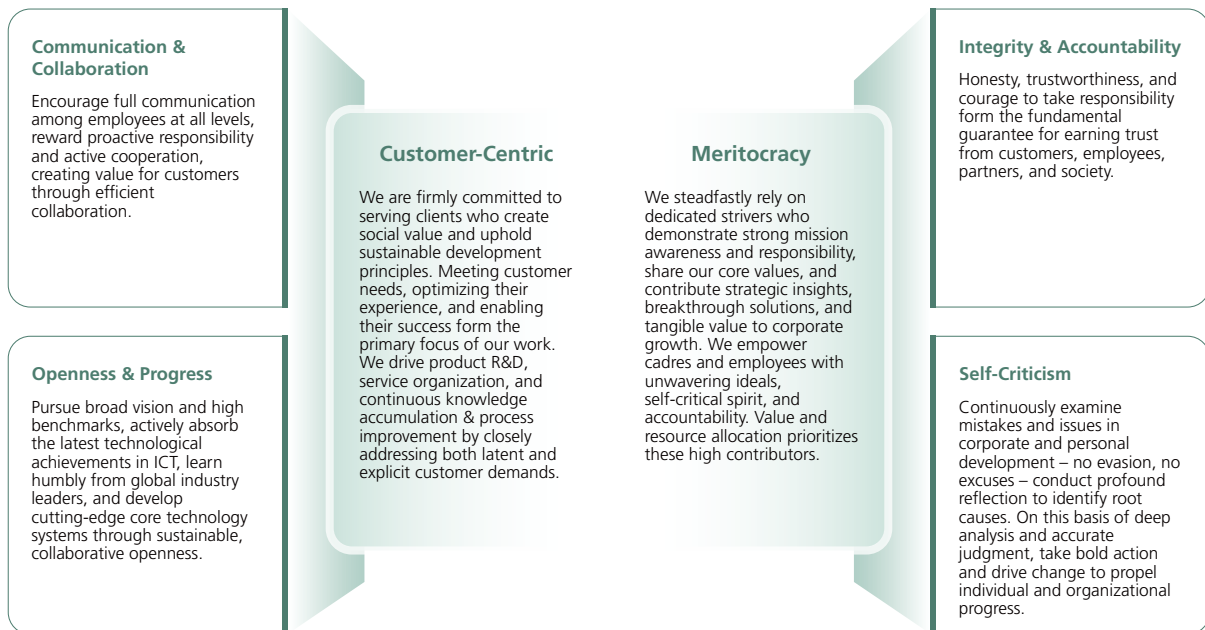 Communication &
Collaboration
Encourage full communication
among employees at all levels,
reward proactive responsibility
and active cooperation,
creating value for customers
through efficient
collaboration.
Openness & Progress
Pursue broad vision and high
benchmarks, actively absorb
the latest technological
achievements in ICT, learn
humbly from global industry
leaders, and develop
cutting-edge core technology
systems through sustainable,
collaborative openness.
Customer-Centric
We are firmly committed to
serving clients who create
social value and uphold
sustainable development
principles. Meeting customer
needs, optimizing their
experience, and enabling
their success form the
primary focus of our work.
We drive product R&D,
service organization, and
continuous knowledge
accumulation & process
improvement by closely
addressing both latent and
explicit customer demands.
Meritocracy
We steadfastly rely on
dedicated strivers who
demonstrate strong mission
awareness and responsibility,
share our core values, and
contribute strategic insights,
breakthrough solutions, and
tangible value to corporate
growth. We empower
cadres and employees with
unwavering ideals,
self-critical spirit, and
accountability. Value and
resource allocation prioritizes
these high contributors.
Integrity & Accountability
Honesty, trustworthiness, and
courage to take responsibility
form the fundamental
guarantee for earning trust
from customers, employees,
partners, and society.
Self-Criticism
Continuously examine
mistakes and issues in
corporate and personal
development – no evasion, no
excuses – conduct profound
reflection to identify root
causes. On this basis of deep
analysis and accurate
judgment, take bold action
and drive change to propel
individual and organizational
progress.